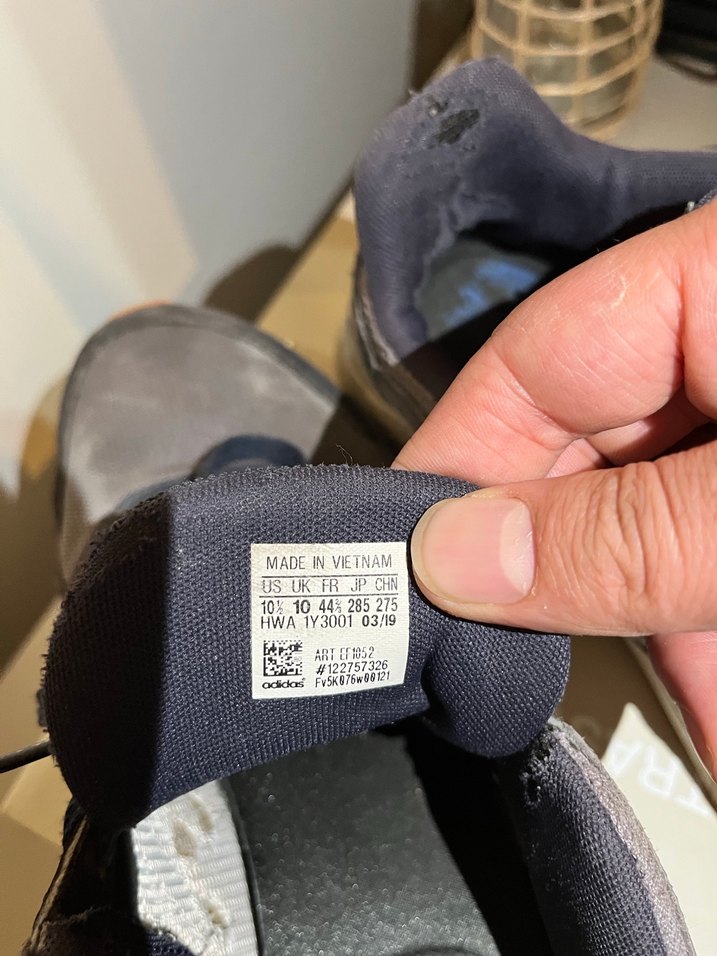 MADE IN VIETNAM
US UK FR JP CHN
10½ 10 44⅔ 285 275
HWA 1Y3001 03/19
ART EF1052
#122757326
Fv5K076w00121
adidas
TRA